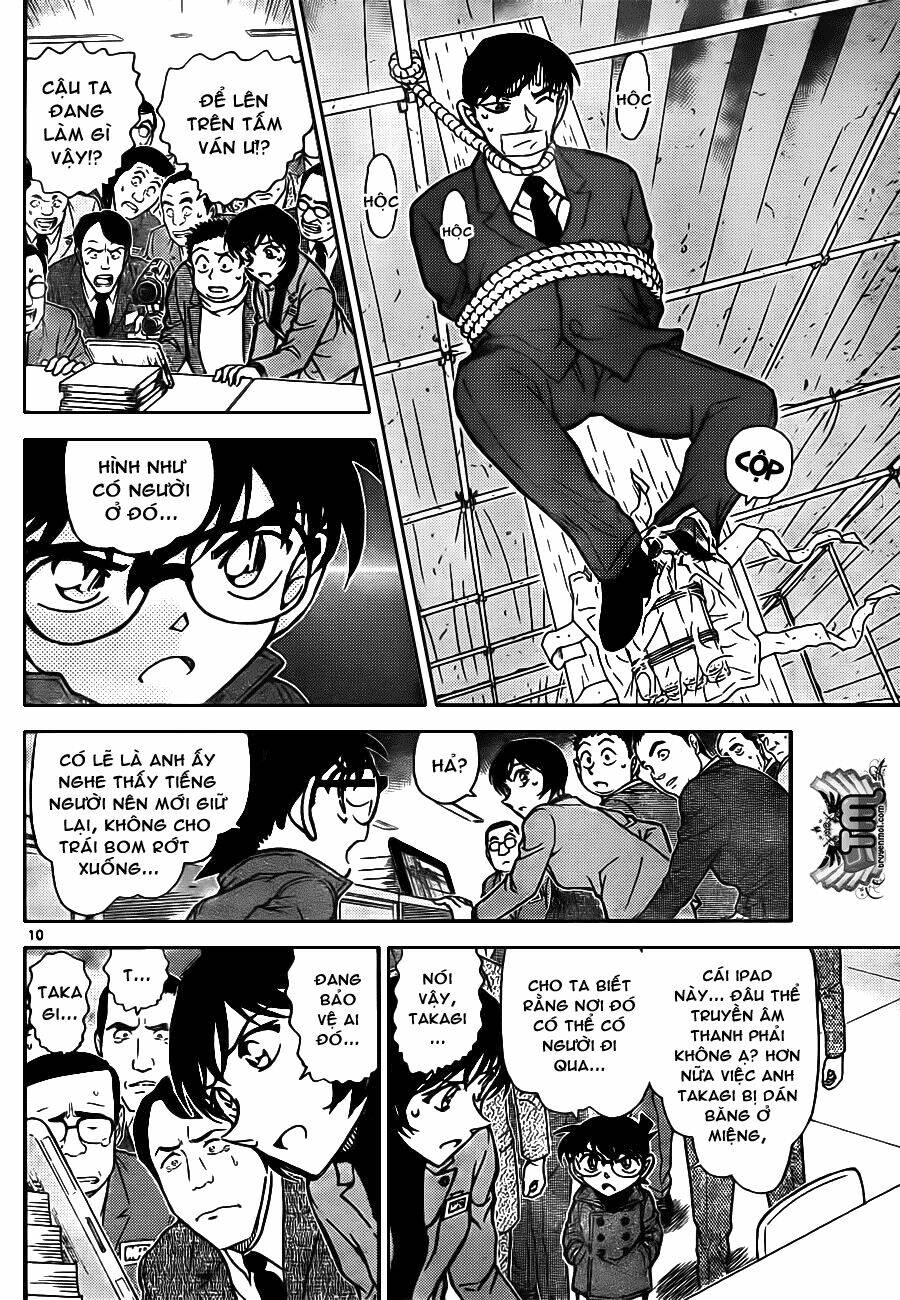 HỘC
HỘC
HỘC
CỘP
ĐỂ LÊN
TRÊN TẤM
VÁN Ư!?
CẬU TA
ĐANG
LÀM GÌ
VẬY!?
HÌNH NHƯ
CÓ NGƯỜI
Ở ĐÓ...
HẢ?
CÓ LẼ LÀ ANH ẤY
NGHE THẤY TIẾNG
NGƯỜI NÊN MỚI GIỮ
LẠI, KHÔNG CHO
TRÁI BOM RỚT
XUỐNG...
TM
truyenmoi.com
10
CÁI IPAD
NÀY... ĐÂU THỂ
TRUYỀN ÂM
THANH PHẢI
KHÔNG Ạ? HƠN
NỮA VIỆC ANH
TAKAGI BỊ DÁN
BĂNG Ở
MIỆNG,
CHO TA BIẾT
RẰNG NƠI ĐÓ
CÓ THỂ CÓ
NGƯỜI ĐI
QUA...
NÓI
VẬY,
TAKAGI
...
ĐANG
BẢO
VỆ AI
ĐÓ...
T...
TAKA
GI...